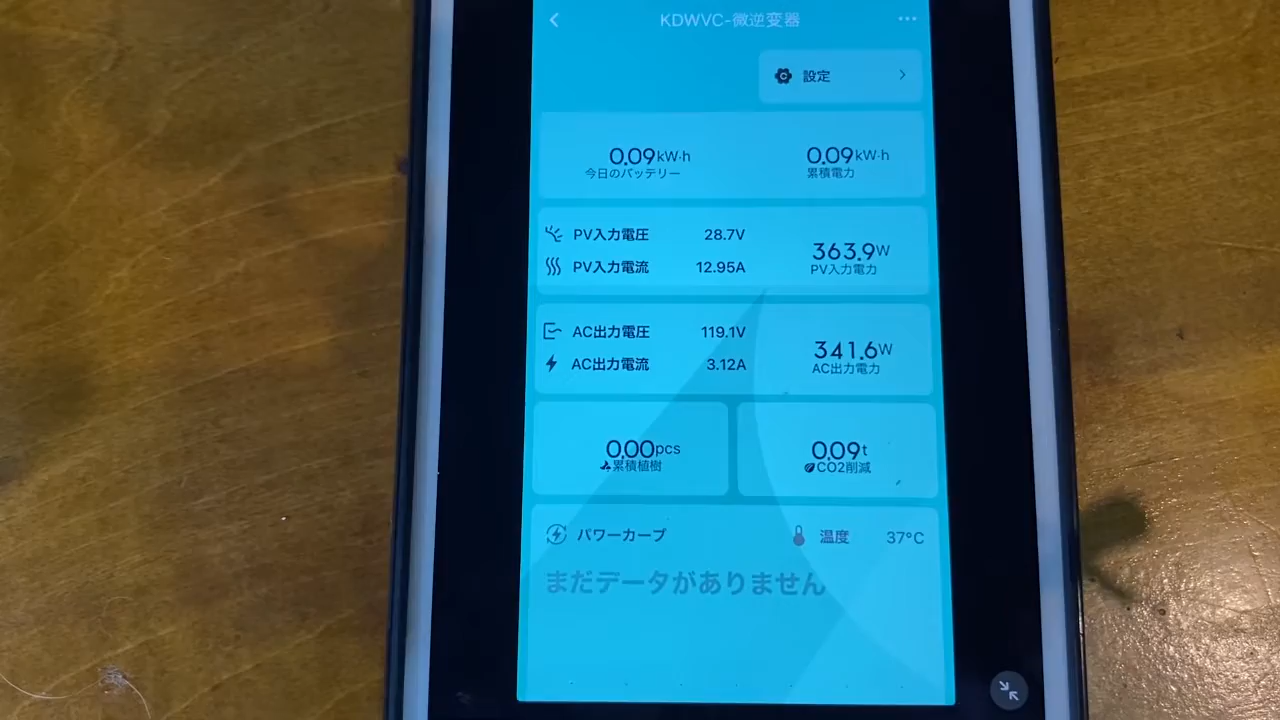 KDWVC-微逆变器
設定
0.09kW·h
今日のバッテリー
0.09kW·h
累積電力
PV入力電圧 28.7V
PV入力電流 12.95A
363.9W
PV入力電力
AC出力電圧 119.1V
AC出力電流 3.12A
341.6W
AC出力電力
0.00pcs
累積植樹
0.09t
CO2削減
パワーカーブ
温度 37°C
まだデータがありません